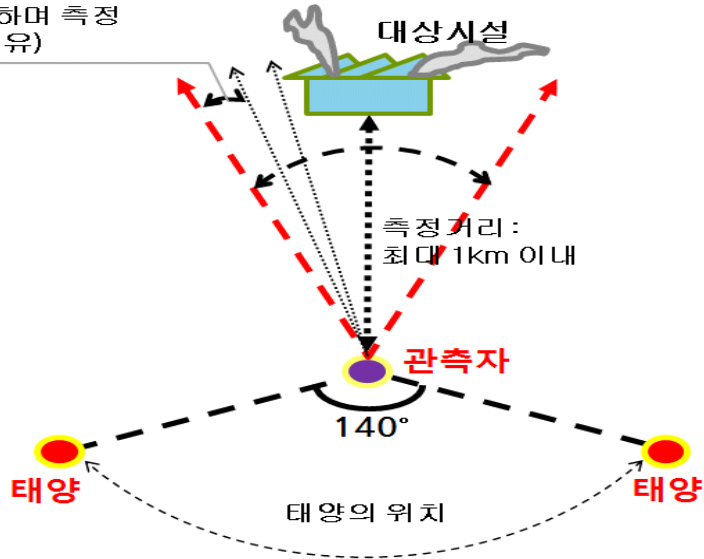 하며 측정
유)
대상시설
측정거리 :
최대 1km 이내
관측자
140°
태양
태양
태양의 위치